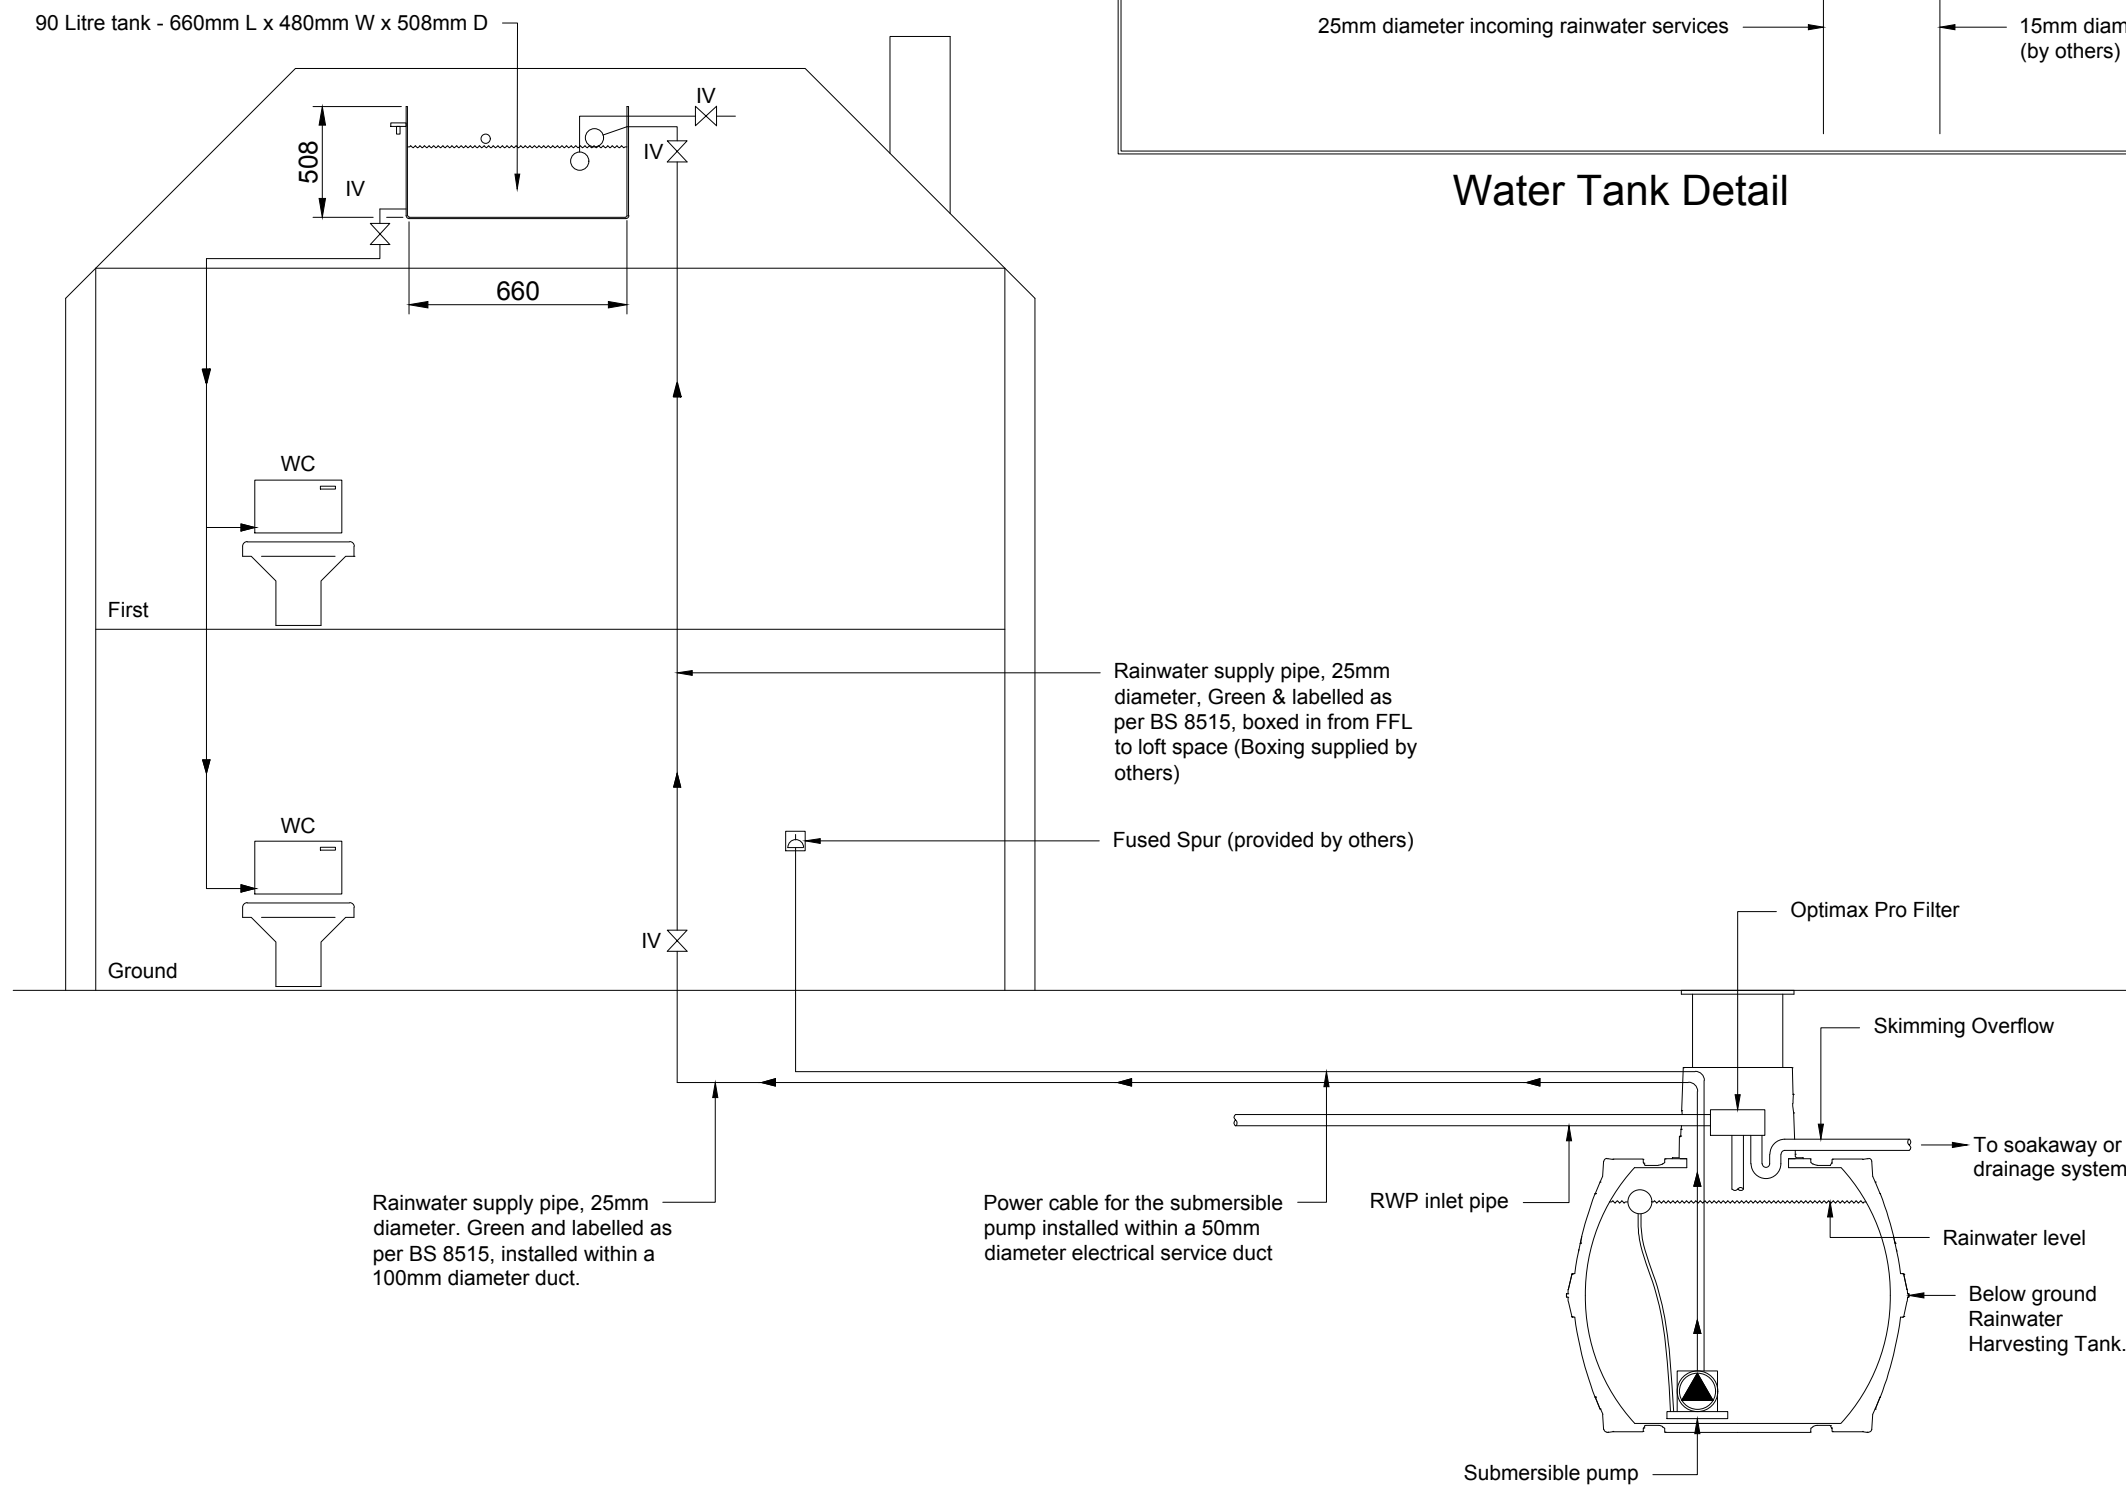 90 Litre tank - 660mm L x 480mm W x 508mm D
25mm diameter incoming rainwater services
15mm diam
(by others)
Water Tank Detail
IV
IV
508
IV
660
WC
First
Rainwater supply pipe, 25mm
diameter, Green & labelled as
per BS 8515, boxed in from FFL
to loft space (Boxing supplied by
others)
WC
Fused Spur (provided by others)
IV
Optimax Pro Filter
Ground
Skimming Overflow
To soakaway or
drainage system
Rainwater supply pipe, 25mm
diameter. Green and labelled as
per BS 8515, installed within a
100mm diameter duct.
Power cable for the submersible
pump installed within a 50mm
diameter electrical service duct
RWP inlet pipe
Rainwater level
Below ground
Rainwater
Harvesting Tank.
Submersible pump